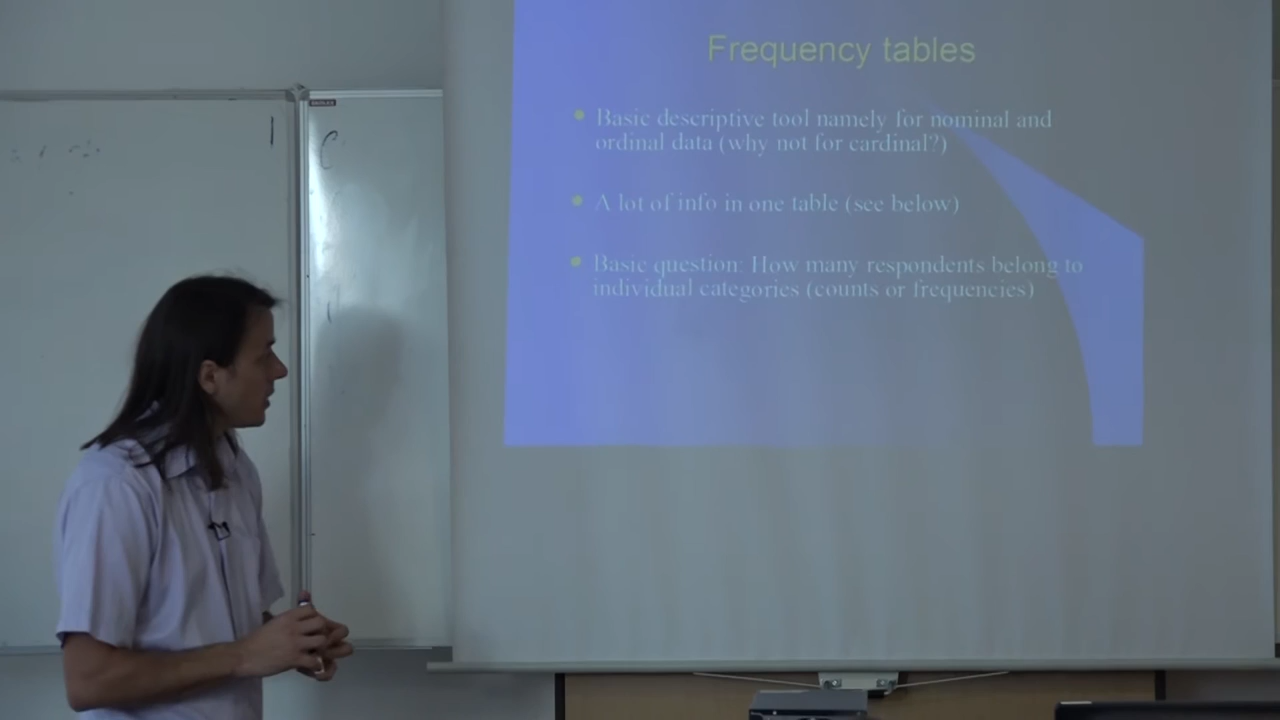 Frequency tables
Basic descriptive tool namely for nominal and
ordinal data (why not for cardinal?)
A lot of info in one table (see below)
Basic question: How many respondents belong to
individual categories (counts or frequencies)